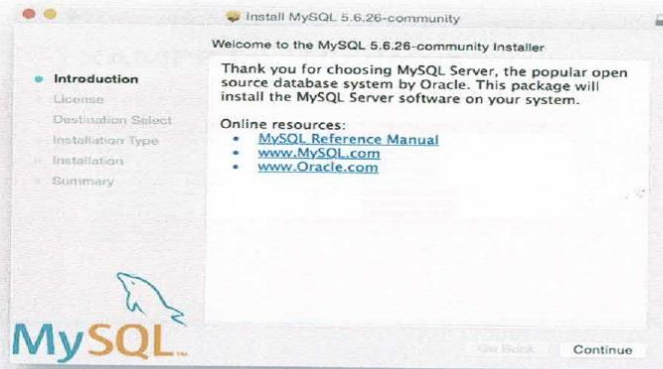 Install MySQL 5.6.26-community
Welcome to the MySQL 5.6.26-community Installer
Introduction
License
Destination Select
Installation Type
Installation
Summary
Thank you for choosing MySQL Server, the popular open
source database system by Oracle. This package will
install the MySQL Server software on your system.
Online resources:
• MySQL Reference Manual
• www.MySQL.com
• www.Oracle.com
MySQL™
Go Back
Continue